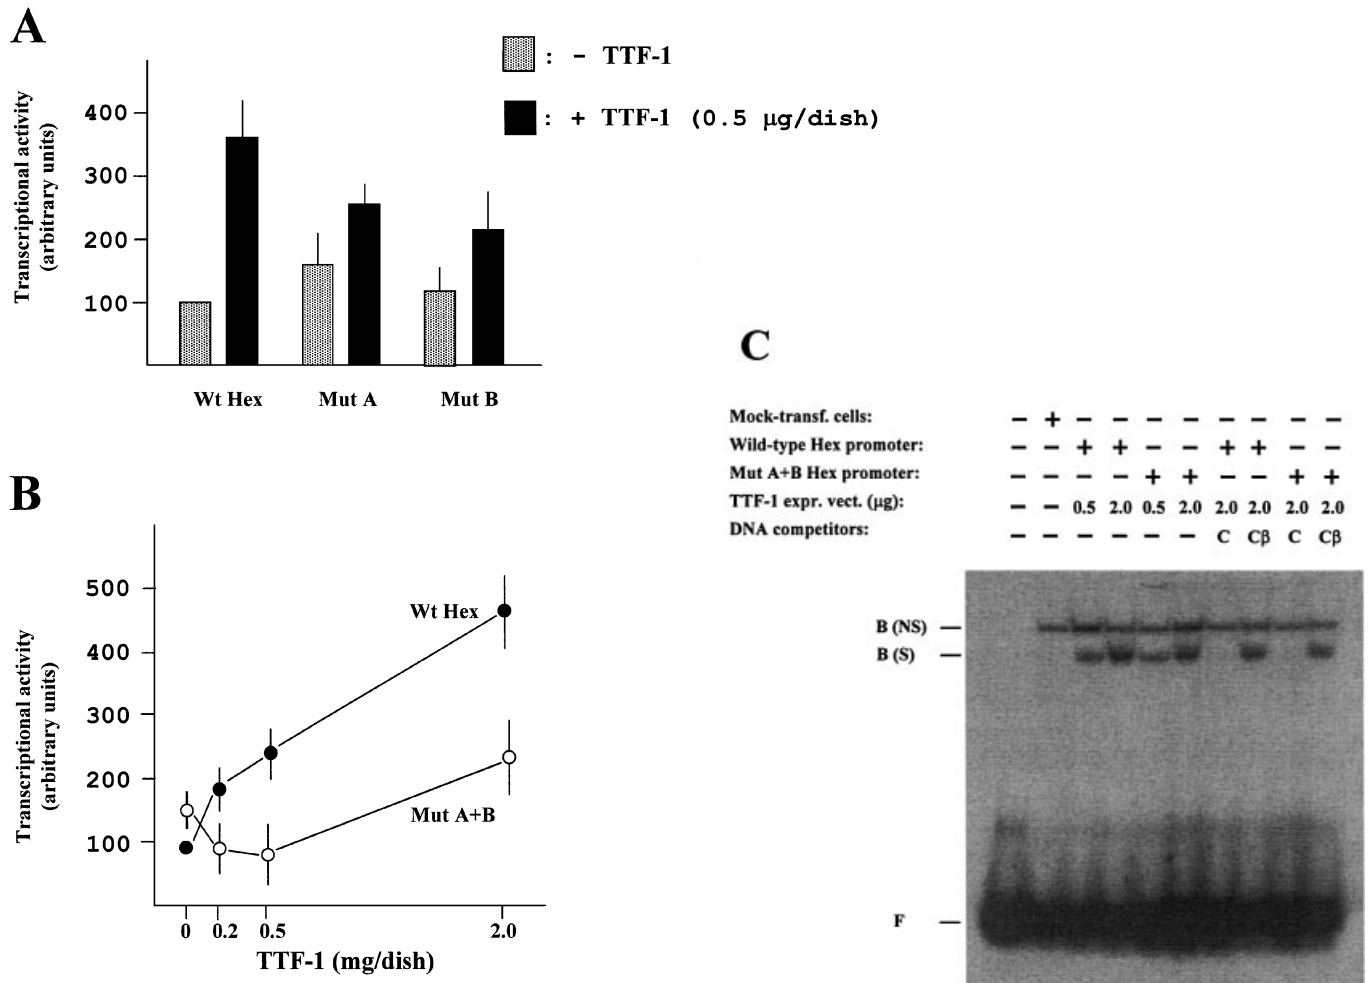 A
: - TTF-1
: + TTF-1 (0.5 μg/dish)
Transcriptional activity
(arbitrary units)
400
300
200
100
Wt Hex Mut A Mut B
B
Transcriptional activity
(arbitrary units)
500
400
300
200
100
Wt Hex
Mut A+B
0 0.2 0.5 2.0
TTF-1 (mg/dish)
C
Mock-transf. cells: - + - - - - - - - -
Wild-type Hex promoter: - - + + - - + + - -
Mut A+B Hex promoter: - - - - + + - - + +
TTF-1 expr. vect. (μg): - - 0.5 2.0 0.5 2.0 2.0 2.0 2.0 2.0
DNA competitors: - - - - - - C Cβ C Cβ
B (NS)
B (S)
F